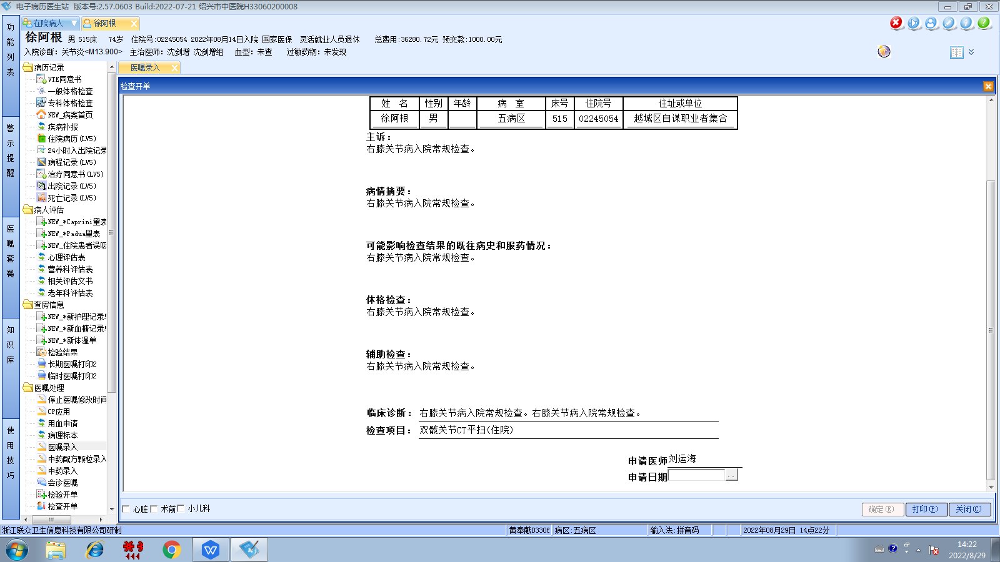 电子病历医生站 版本号:2.57.0603 Build:2022-07-21 绍兴市中医院H33060200008
在院病人
徐阿根
徐阿根 男 515床 74岁 住院号:02245054 2022年08月14日入院 国家医保 灵活就业人员退休 总费用:36280.72元 预交款:1000.00元
入院诊断：关节炎<M13.900> 主治医师：沈剑增 沈剑增组 血型：未查 过敏药物：未发现
功能列表
警示提醒
医嘱套餐
知识库
使用技巧
病历记录
VTE同意书
一般体格检查
专科体格检查
NEW_病案首页
疾病补报
住院病历(LV5)
24小时入出院记录
病程记录(LV5)
治疗同意书(LV5)
出院记录(LV5)
死亡记录(LV5)
病人评估
NEW_*Caprini量表
NEW_*Padua量表
NEW_住院患者误吸
心理评估表
营养科评估表
相关评估文书
老年科评估表
查房信息
NEW_*新护理记录单
NEW_*新血糖记录单
NEW_*新体温单
检验结果
长期医嘱打印2
临时医嘱打印2
医嘱处理
停止医嘱修改时间
CP应用
用血申请
病理标本
医嘱录入
中药配方颗粒录入
中药录入
会诊医嘱
检验开单
检查开单
医嘱录入
检查开单
姓 名 性别 年龄 病 室 床号 住院号 住址或单位
徐阿根 男 五病区 515 02245054 越城区自谋职业者集合
主诉：
右膝关节病入院常规检查。
病情摘要：
右膝关节病入院常规检查。
可能影响检查结果的既往病史和服药情况：
右膝关节病入院常规检查。
体格检查：
右膝关节病入院常规检查。
辅助检查：
右膝关节病入院常规检查。
临床诊断： 右膝关节病入院常规检查。右膝关节病入院常规检查。
检查项目： 双髋关节CT平扫(住院)
申请医师 刘运海
申请日期 ..
心脏 术前 小儿科
确定(E) 打印(P) 关闭(C)
浙江联众卫生信息科技有限公司研制 黄奉献D330E 病区:五病区 输入法:拼音码 2022年08月29日 14点22分
14:22
2022/8/29